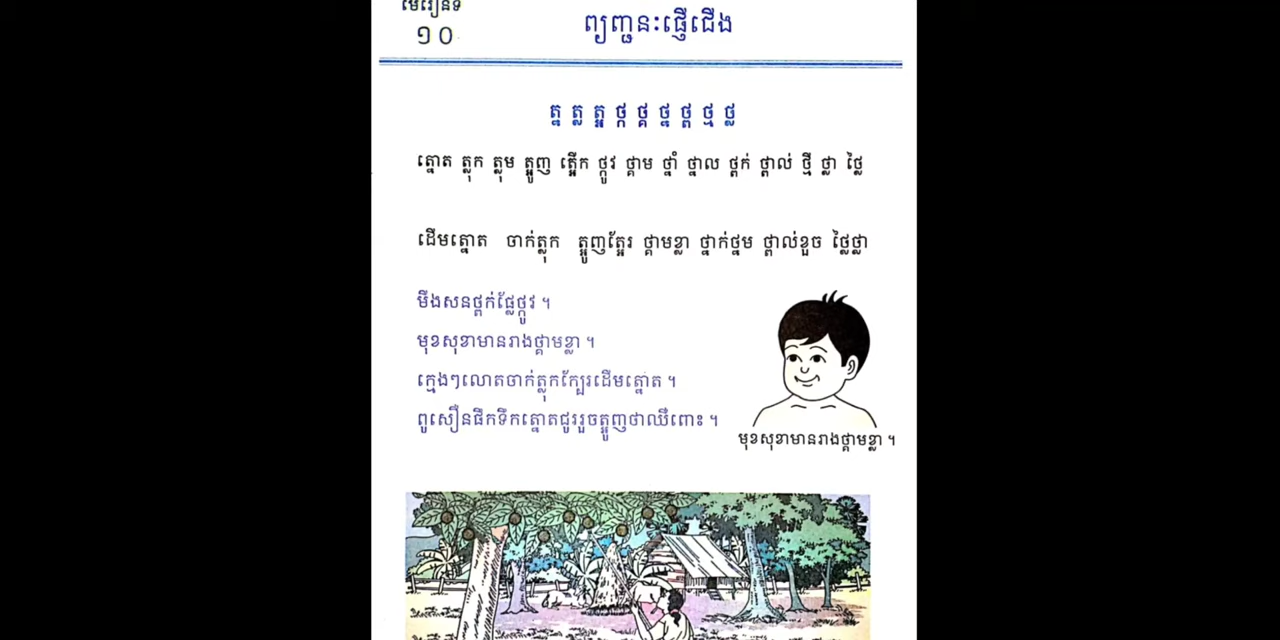 មេរៀនទី
១០
ព្យញ្ជនៈផ្ញើជើង
ត្ន ត្ល ត្អ ថ្ក ថ្គ ថ្ន ថ្ព ថ្ម ថ្ល
ត្នោត ត្លុក ត្លុម ត្អូញ ត្អើក ថ្កូវ ថ្គាម ថ្នាំ ថ្នាល ថ្ពក់ ថ្ពាល់ ថ្មី ថ្លា ថ្លៃ
ដើមត្នោត ចាក់ត្លុក ត្អូញត្អែរ ថ្គាមខ្លា ថ្នាក់ថ្នម ថ្ពាល់ខួច ថ្លៃថ្លា
មីងសនថ្ពក់ផ្លែថ្កូវ ។
មុខសុខាមានរាងថ្គាមខ្លា ។
ក្មេងៗលោតចាក់ត្លុកក្បែរដើមត្នោត ។
ពូសឿនផឹកទឹកត្នោតជូររួចត្អូញថាឈឺពោះ ។
មុខសុខាមានរាងថ្គាមខ្លា ។